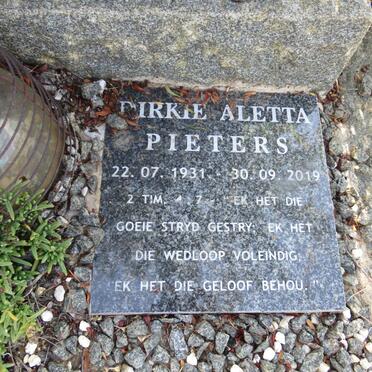 DIRKIE ALETTA
PIETERS
22. 07. 1931. - 30. 09. 2019
2 TIM. 4: 7 - "EK HET DIE
GOEIE STRYD GESTRY; EK HET
DIE WEDLOOP VOLEINDIG;
EK HET DIE GELOOF BEHOU."